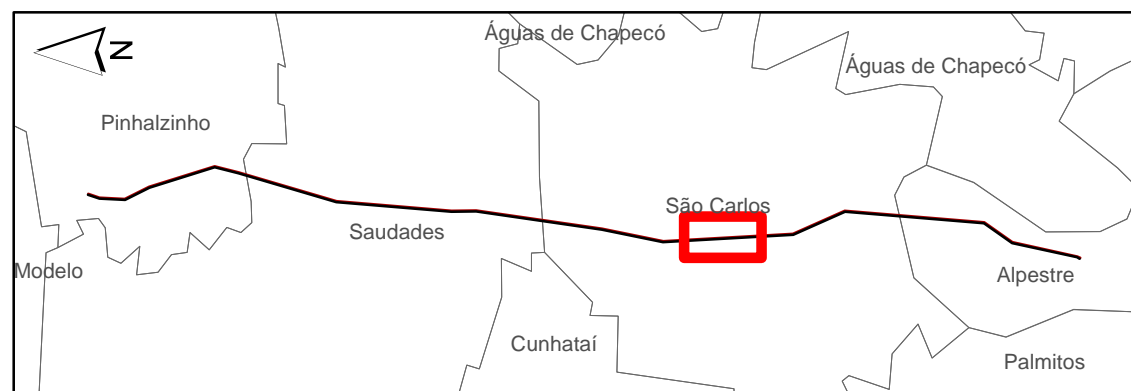 Águas de Chapecó
N
Águas de Chapecó
Pinhalzinho
São Carlos
Saudades
Modelo
Alpestre
Cunhataí
Palmitos